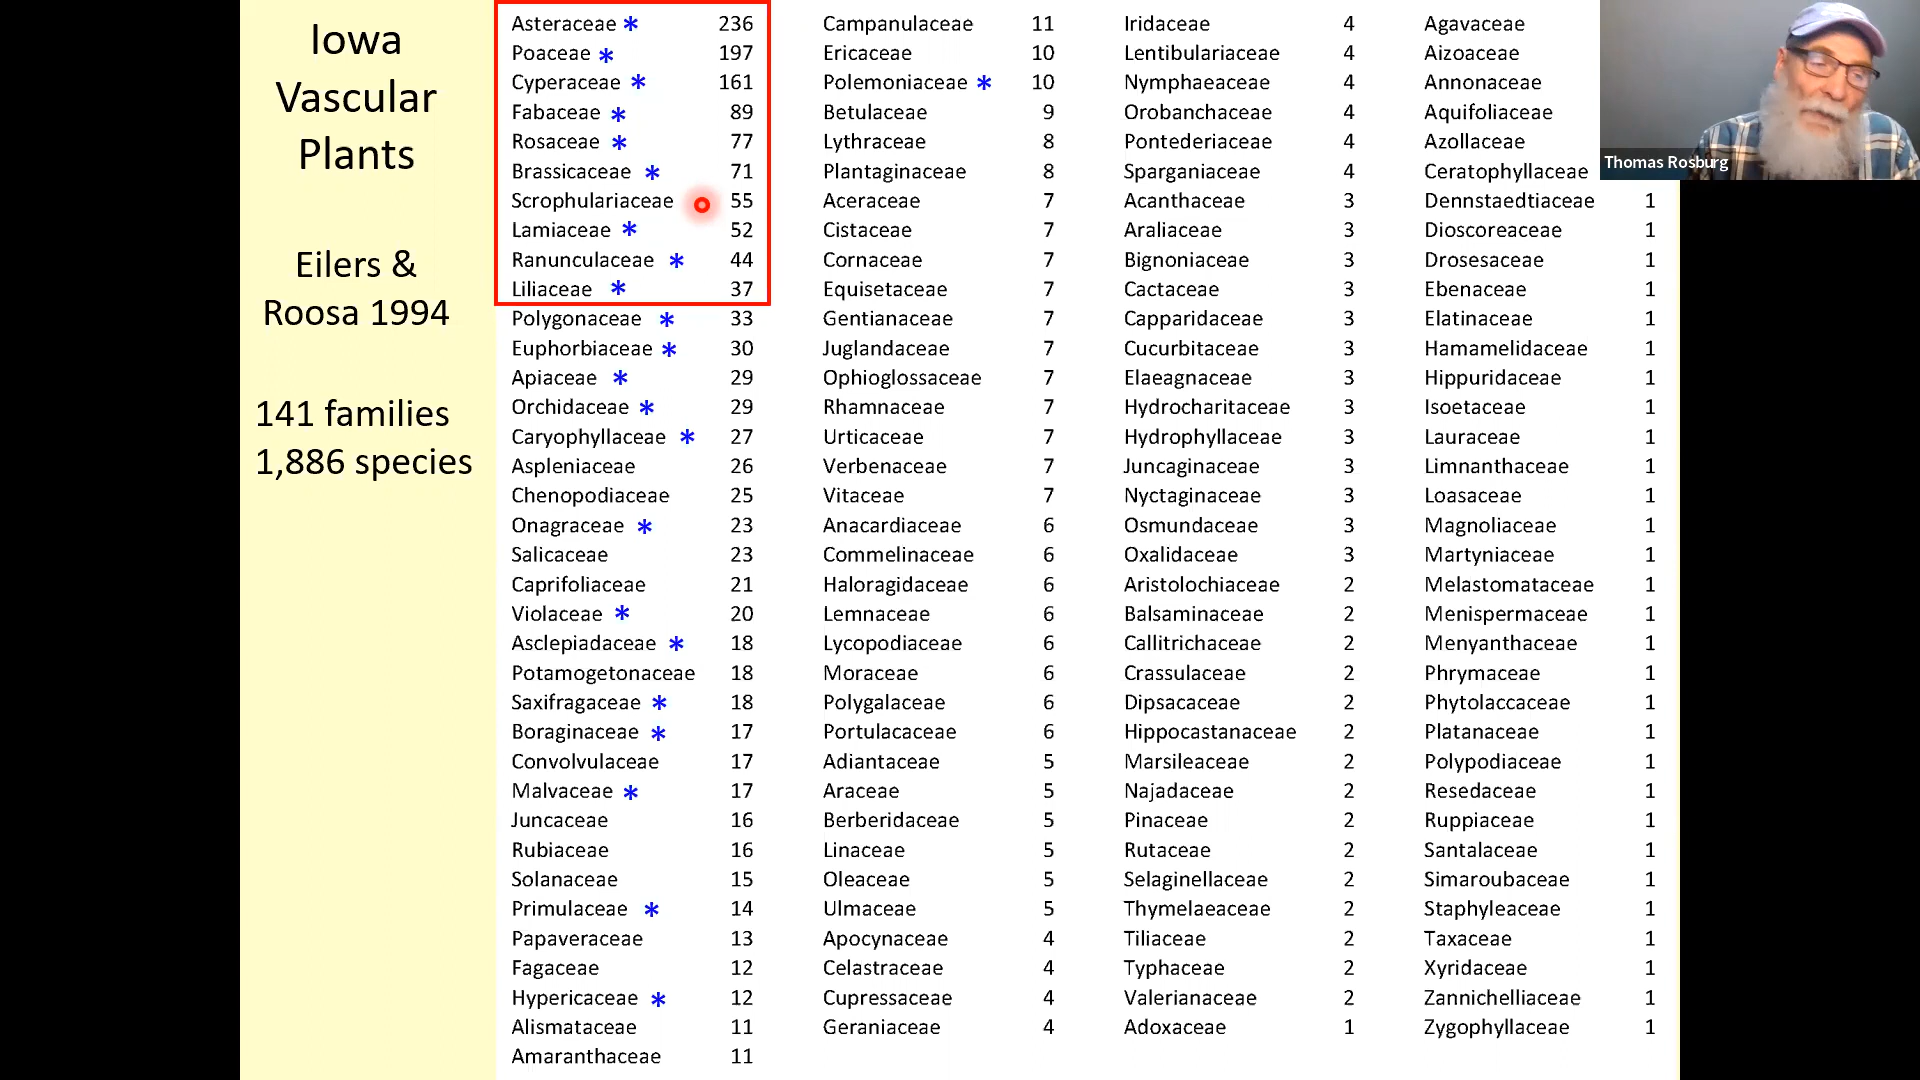 Iowa
Vascular
Plants
Eilers &
Roosa 1994
141 families
1,886 species
Asteraceae * 236
Poaceae * 197
Cyperaceae * 161
Fabaceae * 89
Rosaceae * 77
Brassicaceae * 71
Scrophulariaceae 55
Lamiaceae * 52
Ranunculaceae * 44
Liliaceae * 37
Polygonaceae * 33
Euphorbiaceae * 30
Apiaceae * 29
Orchidaceae * 29
Caryophyllaceae * 27
Aspleniaceae 26
Chenopodiaceae 25
Onagraceae * 23
Salicaceae 23
Caprifoliaceae 21
Violaceae * 20
Asclepiadaceae * 18
Potamogetonaceae 18
Saxifragaceae * 18
Boraginaceae * 17
Convolvulaceae 17
Malvaceae * 17
Juncaceae 16
Rubiaceae 16
Solanaceae 15
Primulaceae * 14
Papaveraceae 13
Fagaceae 12
Hypericaceae * 12
Alismataceae 11
Amaranthaceae 11
Campanulaceae 11
Ericaceae 10
Polemoniaceae * 10
Betulaceae 9
Lythraceae 8
Plantaginaceae 8
Aceraceae 7
Cistaceae 7
Cornaceae 7
Equisetaceae 7
Gentianaceae 7
Juglandaceae 7
Ophioglossaceae 7
Rhamnaceae 7
Urticaceae 7
Verbenaceae 7
Vitaceae 7
Anacardiaceae 6
Commelinaceae 6
Haloragidaceae 6
Lemnaceae 6
Lycopodiaceae 6
Moraceae 6
Polygalaceae 6
Portulacaceae 6
Adiantaceae 5
Araceae 5
Berberidaceae 5
Linaceae 5
Oleaceae 5
Ulmaceae 5
Apocynaceae 4
Celastraceae 4
Cupressaceae 4
Geraniaceae 4
Iridaceae 4
Lentibulariaceae 4
Nymphaeaceae 4
Orobanchaceae 4
Pontederiaceae 4
Sparganiaceae 4
Acanthaceae 3
Araliaceae 3
Bignoniaceae 3
Cactaceae 3
Capparidaceae 3
Cucurbitaceae 3
Elaeagnaceae 3
Hydrocharitaceae 3
Hydrophyllaceae 3
Juncaginaceae 3
Nyctaginaceae 3
Osmundaceae 3
Oxalidaceae 3
Aristolochiaceae 2
Balsaminaceae 2
Callitrichaceae 2
Crassulaceae 2
Dipsacaceae 2
Hippocastanaceae 2
Marsileaceae 2
Najadaceae 2
Pinaceae 2
Rutaceae 2
Selaginellaceae 2
Thymelaeaceae 2
Tiliaceae 2
Typhaceae 2
Valerianaceae 2
Adoxaceae 1
Agavaceae
Aizoaceae
Annonaceae
Aquifoliaceae
Azollaceae
Ceratophyllaceae
Dennstaedtiaceae 1
Dioscoreaceae 1
Drosesaceae 1
Ebenaceae 1
Elatinaceae 1
Hamamelidaceae 1
Hippuridaceae 1
Isoetaceae 1
Lauraceae 1
Limnanthaceae 1
Loasaceae 1
Magnoliaceae 1
Martyniaceae 1
Melastomataceae 1
Menispermaceae 1
Menyanthaceae 1
Phrymaceae 1
Phytolaccaceae 1
Platanaceae 1
Polypodiaceae 1
Resedaceae 1
Ruppiaceae 1
Santalaceae 1
Simaroubaceae 1
Staphyleaceae 1
Taxaceae 1
Xyridaceae 1
Zannichelliaceae 1
Zygophyllaceae 1
Thomas Rosburg